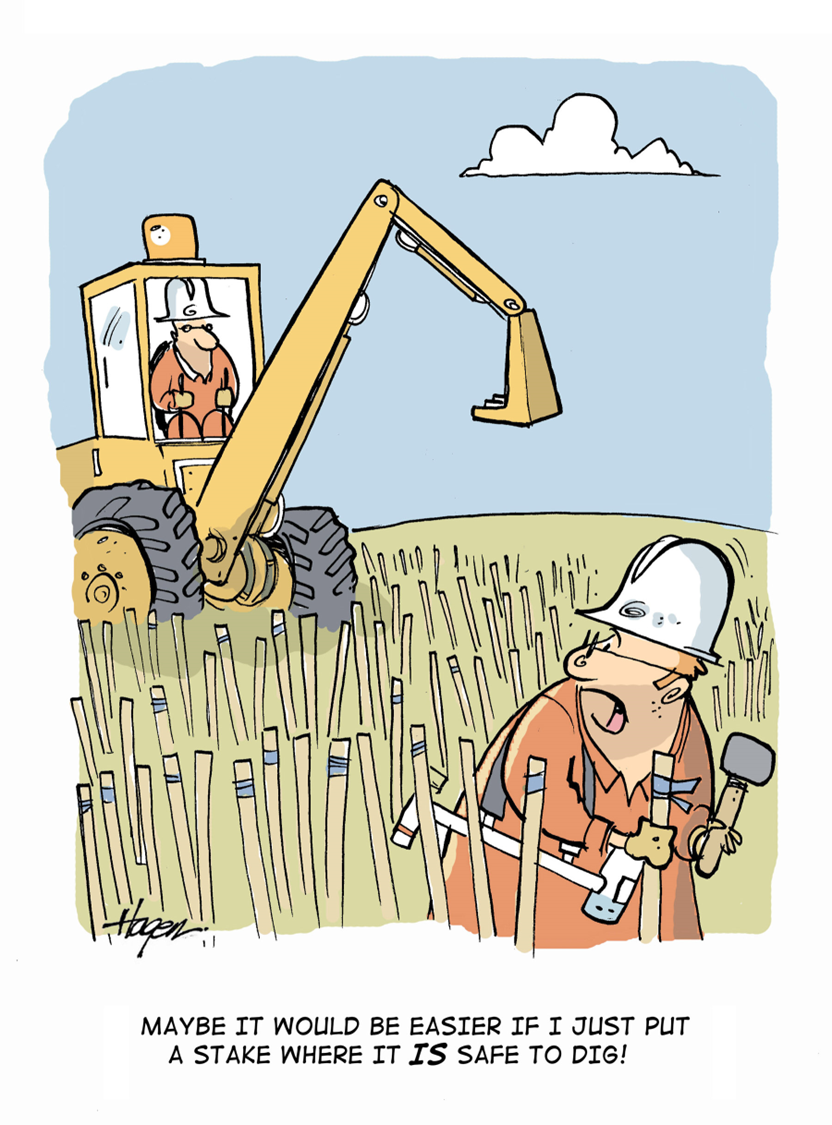 Hagen.
MAYBE IT WOULD BE EASIER IF I JUST PUT
A STAKE WHERE IT IS SAFE TO DIG!